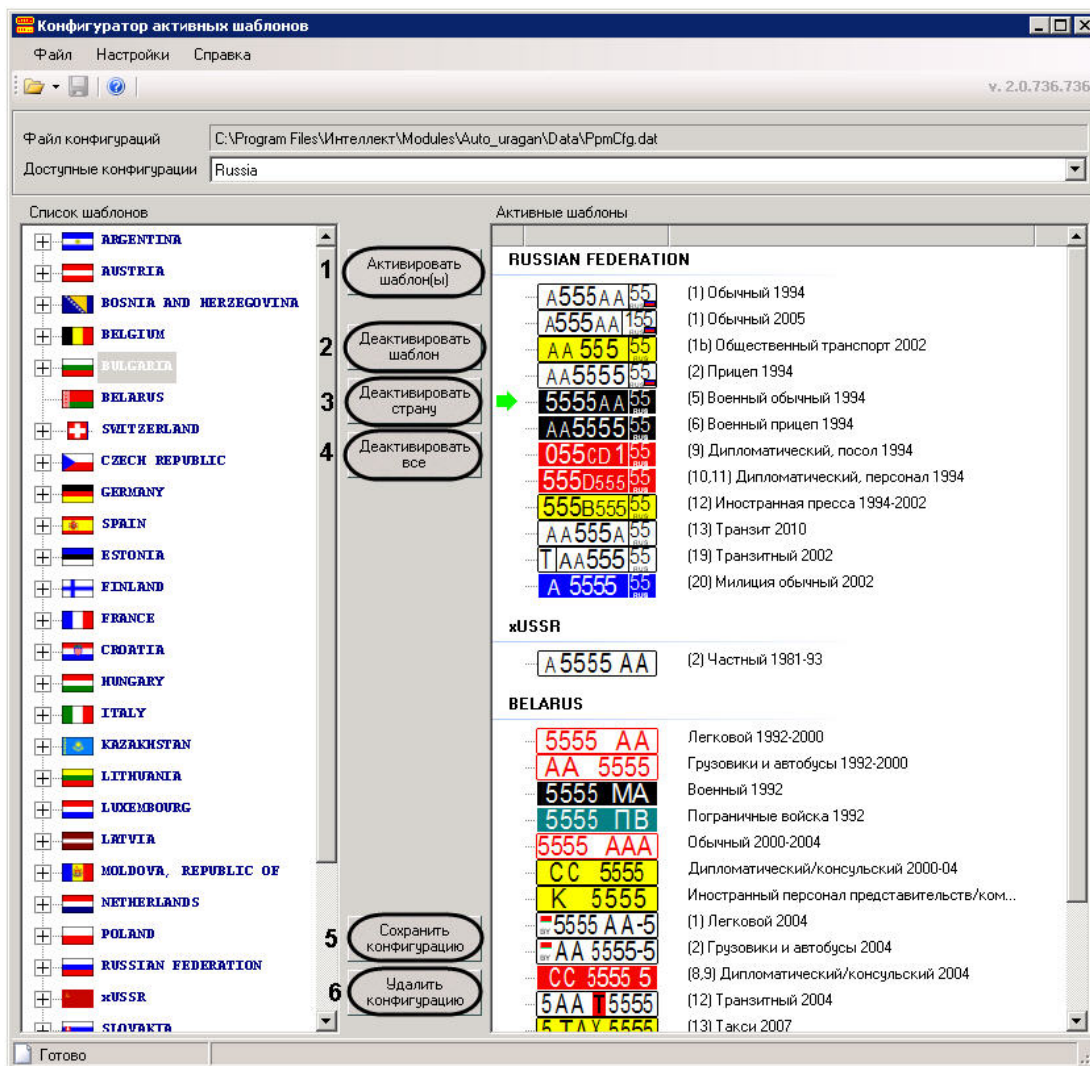 Конфигуратор активных шаблонов
Файл Настройки Справка
v. 2.0.736.736
Файл конфигураций C:\Program Files\Интеллект\Modules\Auto_uragan\Data\PpmCfg.dat
Доступные конфигурации Russia
Список шаблонов
ARGENTINA
AUSTRIA
BOSNIA AND HERZEGOVINA
BELGIUM
BULGARIA
BELARUS
SWITZERLAND
CZECH REPUBLIC
GERMANY
SPAIN
ESTONIA
FINLAND
FRANCE
CROATIA
HUNGARY
ITALY
KAZAKHSTAN
LITHUANIA
LUXEMBOURG
LATVIA
MOLDOVA, REPUBLIC OF
NETHERLANDS
POLAND
RUSSIAN FEDERATION
xUSSR
SLOVAKIA
1 Активировать
шаблон(ы)
2 Деактивировать
шаблон
3 Деактивировать
страну
4 Деактивировать
все
5 Сохранить
конфигурацию
6 Удалить
конфигурацию
Активные шаблоны
RUSSIAN FEDERATION
A555AA 55 (1) Обычный 1994
A555AA 155 (1) Обычный 2005
AA 555 55 (1b) Общественный транспорт 2002
AA5555 55 (2) Прицеп 1994
5555AA 55 RUS (5) Военный обычный 1994
AA5555 55 (6) Военный прицеп 1994
055CD 1 55 (9) Дипломатический, посол 1994
555D555 55 (10,11) Дипломатический, персонал 1994
555B555 55 (12) Иностранная пресса 1994-2002
AA555A 55 (13) Транзит 2010
T AA555 55 (19) Транзитный 2002
A 5555 55 RUS (20) Милиция обычный 2002
xUSSR
A 5555 AA (2) Частный 1981-93
BELARUS
5555 AA Легковой 1992-2000
AA 5555 Грузовики и автобусы 1992-2000
5555 MA Военный 1992
5555 ПВ Пограничные войска 1992
5555 AAA Обычный 2000-2004
CC 5555 Дипломатический/консульский 2000-04
K 5555 Иностранный персонал представительств/ком...
5555 AA-5 (1) Легковой 2004
AA 5555-5 (2) Грузовики и автобусы 2004
CC 5555 5 (8,9) Дипломатический/консульский 2004
5AA T 5555 (12) Транзитный 2004
5 TAX 5555 (13) Такси 2007
Готово